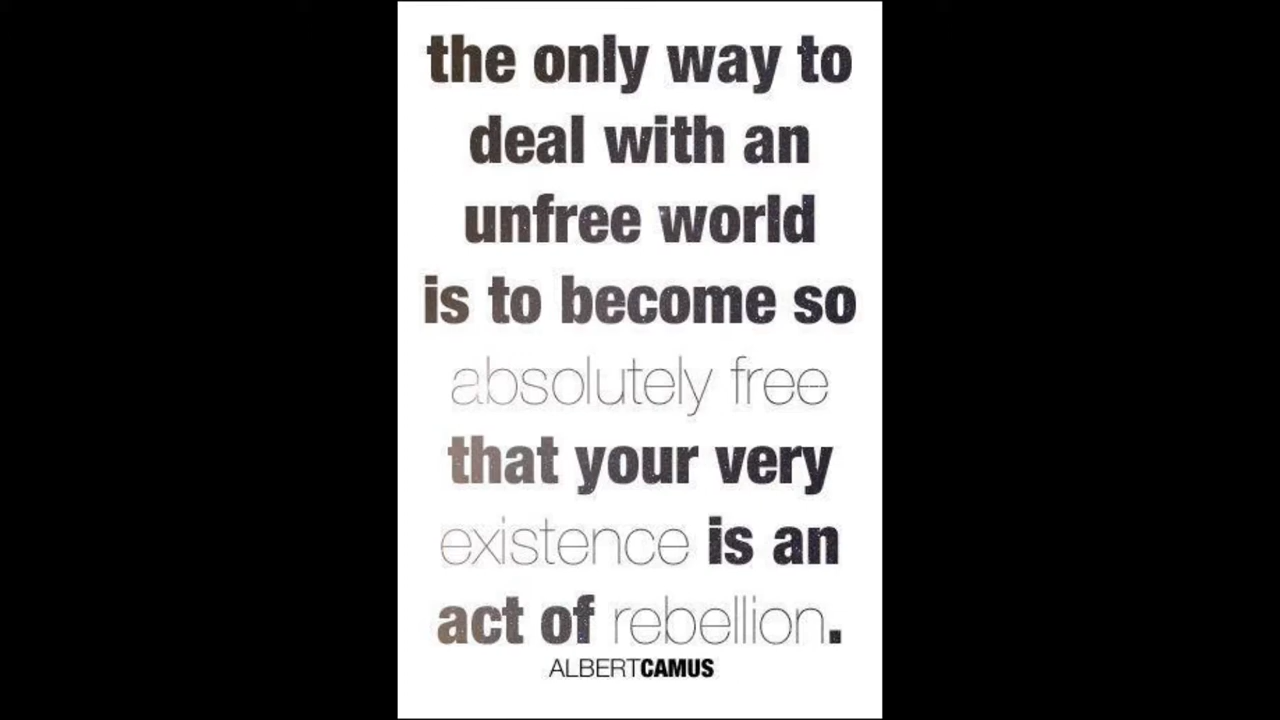 the only way to
deal with an
unfree world
is to become so
absolutely free
that your very
existence is an
act of rebellion.
ALBERTCAMUS